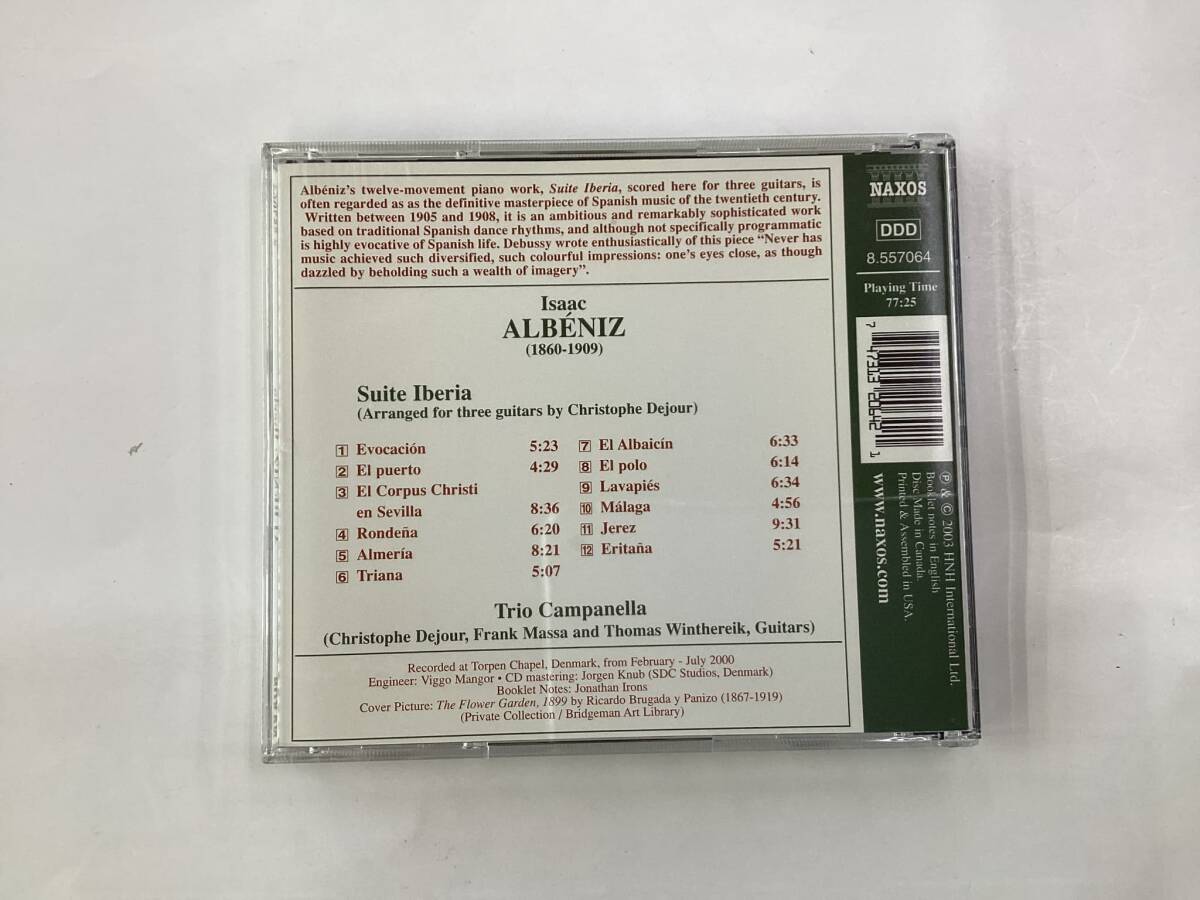 Albéniz's twelve-movement piano work, Suite Iberia, scored here for three guitars, is
often regarded as as the definitive masterpiece of Spanish music of the twentieth century.
Written between 1905 and 1908, it is an ambitious and remarkably sophisticated work
based on traditional Spanish dance rhythms, and although not specifically programmatic
is highly evocative of Spanish life. Debussy wrote enthusiastically of this piece “Never has
music achieved such diversified, such colourful impressions: one's eyes close, as though
dazzled by beholding such a wealth of imagery”.
Isaac
ALBÉNIZ
(1860-1909)
Suite Iberia
(Arranged for three guitars by Christophe Dejour)
1 Evocación 5:23
2 El puerto 4:29
3 El Corpus Christi
en Sevilla 8:36
4 Rondeña 6:20
5 Almería 8:21
6 Triana 5:07
7 El Albaicín 6:33
8 El polo 6:14
9 Lavapiés 6:34
10 Málaga 4:56
11 Jerez 9:31
12 Eritaña 5:21
Trio Campanella
(Christophe Dejour, Frank Massa and Thomas Winthereik, Guitars)
Recorded at Torpen Chapel, Denmark, from February - July 2000
Engineer: Viggo Mangor • CD mastering: Jorgen Knub (SDC Studios, Denmark)
Booklet Notes: Jonathan Irons
Cover Picture: The Flower Garden, 1899 by Ricardo Brugada y Panizo (1867-1919)
(Private Collection / Bridgeman Art Library)
NAXOS
DDD
8.557064
Playing Time
77:25
7 47313 20642 1
℗ & © 2003 HNH International Ltd.
Booklet notes in English
Disc Made in Canada.
Printed & Assembled in USA.
www.naxos.com